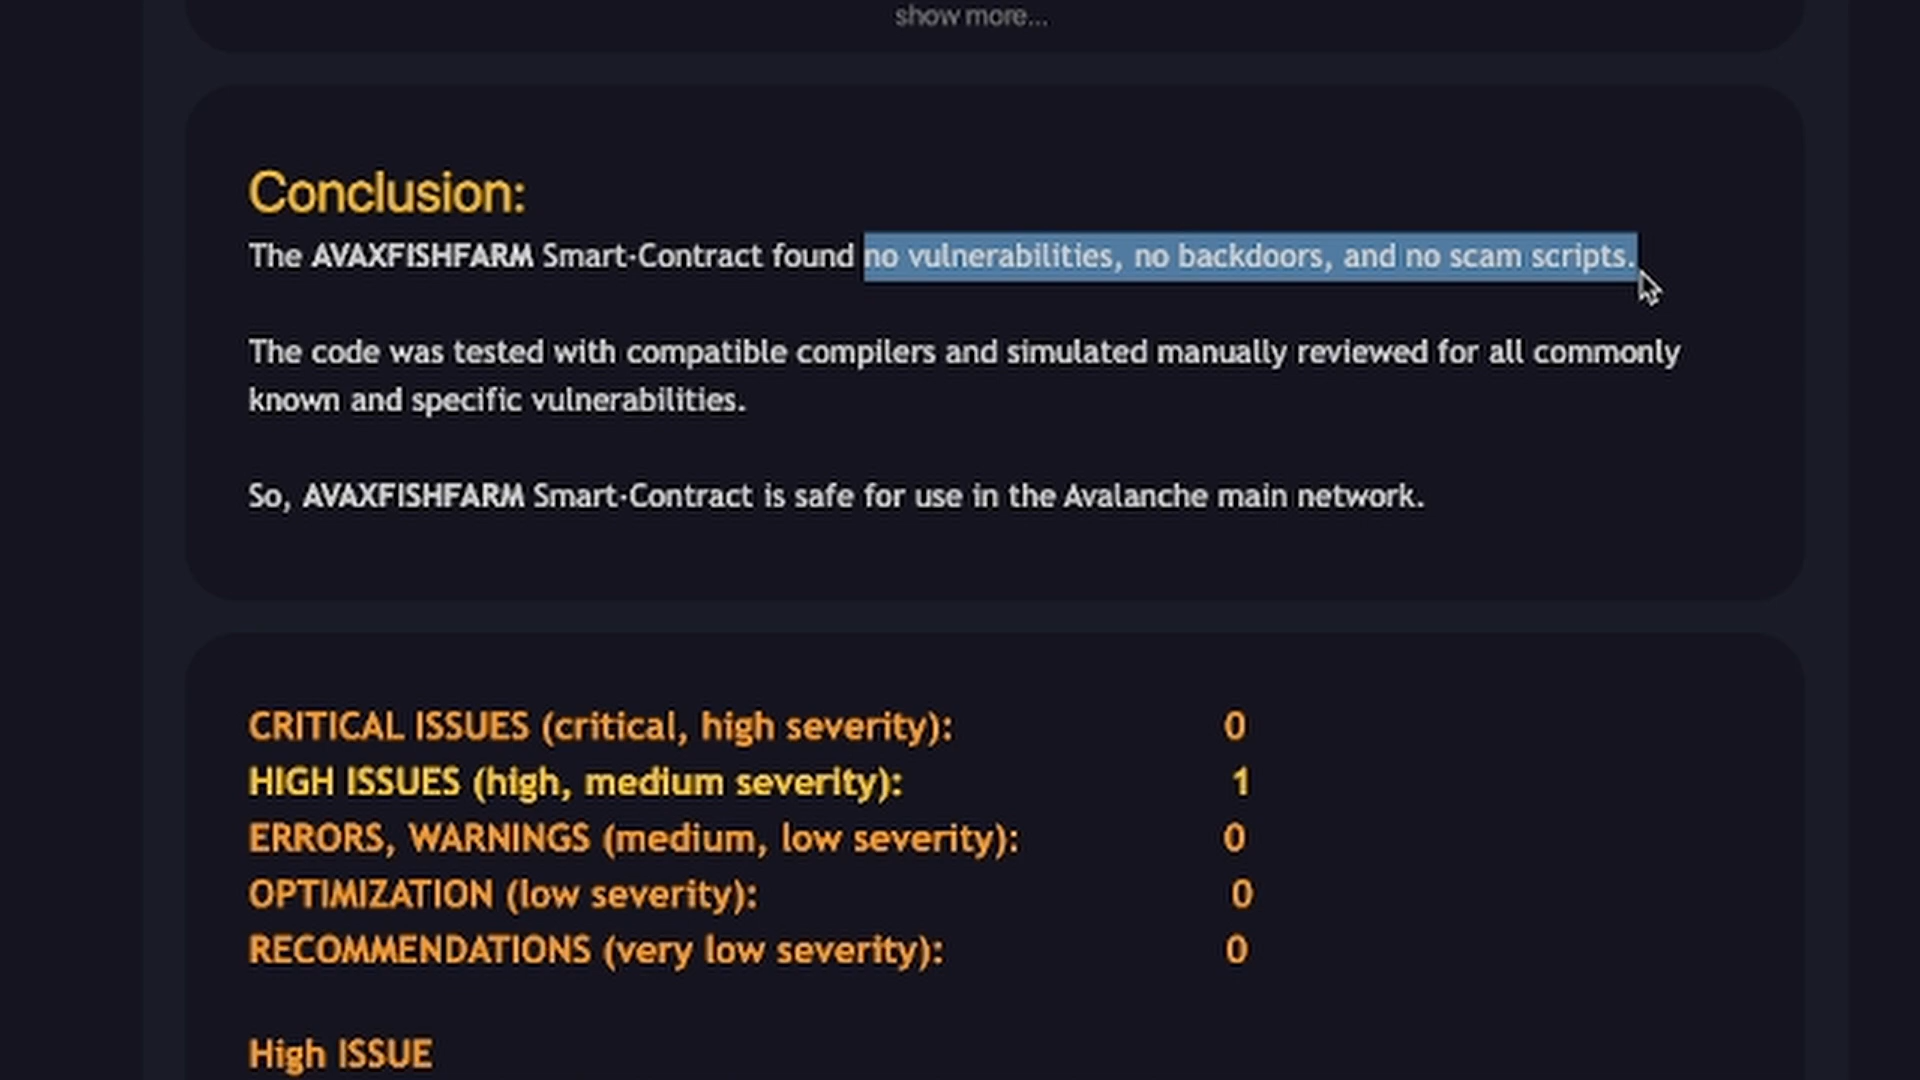 show more...
Conclusion:
The AVAXFISHFARM Smart-Contract found no vulnerabilities, no backdoors, and no scam scripts.
The code was tested with compatible compilers and simulated manually reviewed for all commonly
known and specific vulnerabilities.
So, AVAXFISHFARM Smart-Contract is safe for use in the Avalanche main network.
CRITICAL ISSUES (critical, high severity): 0
HIGH ISSUES (high, medium severity): 1
ERRORS, WARNINGS (medium, low severity): 0
OPTIMIZATION (low severity): 0
RECOMMENDATIONS (very low severity): 0
High ISSUE